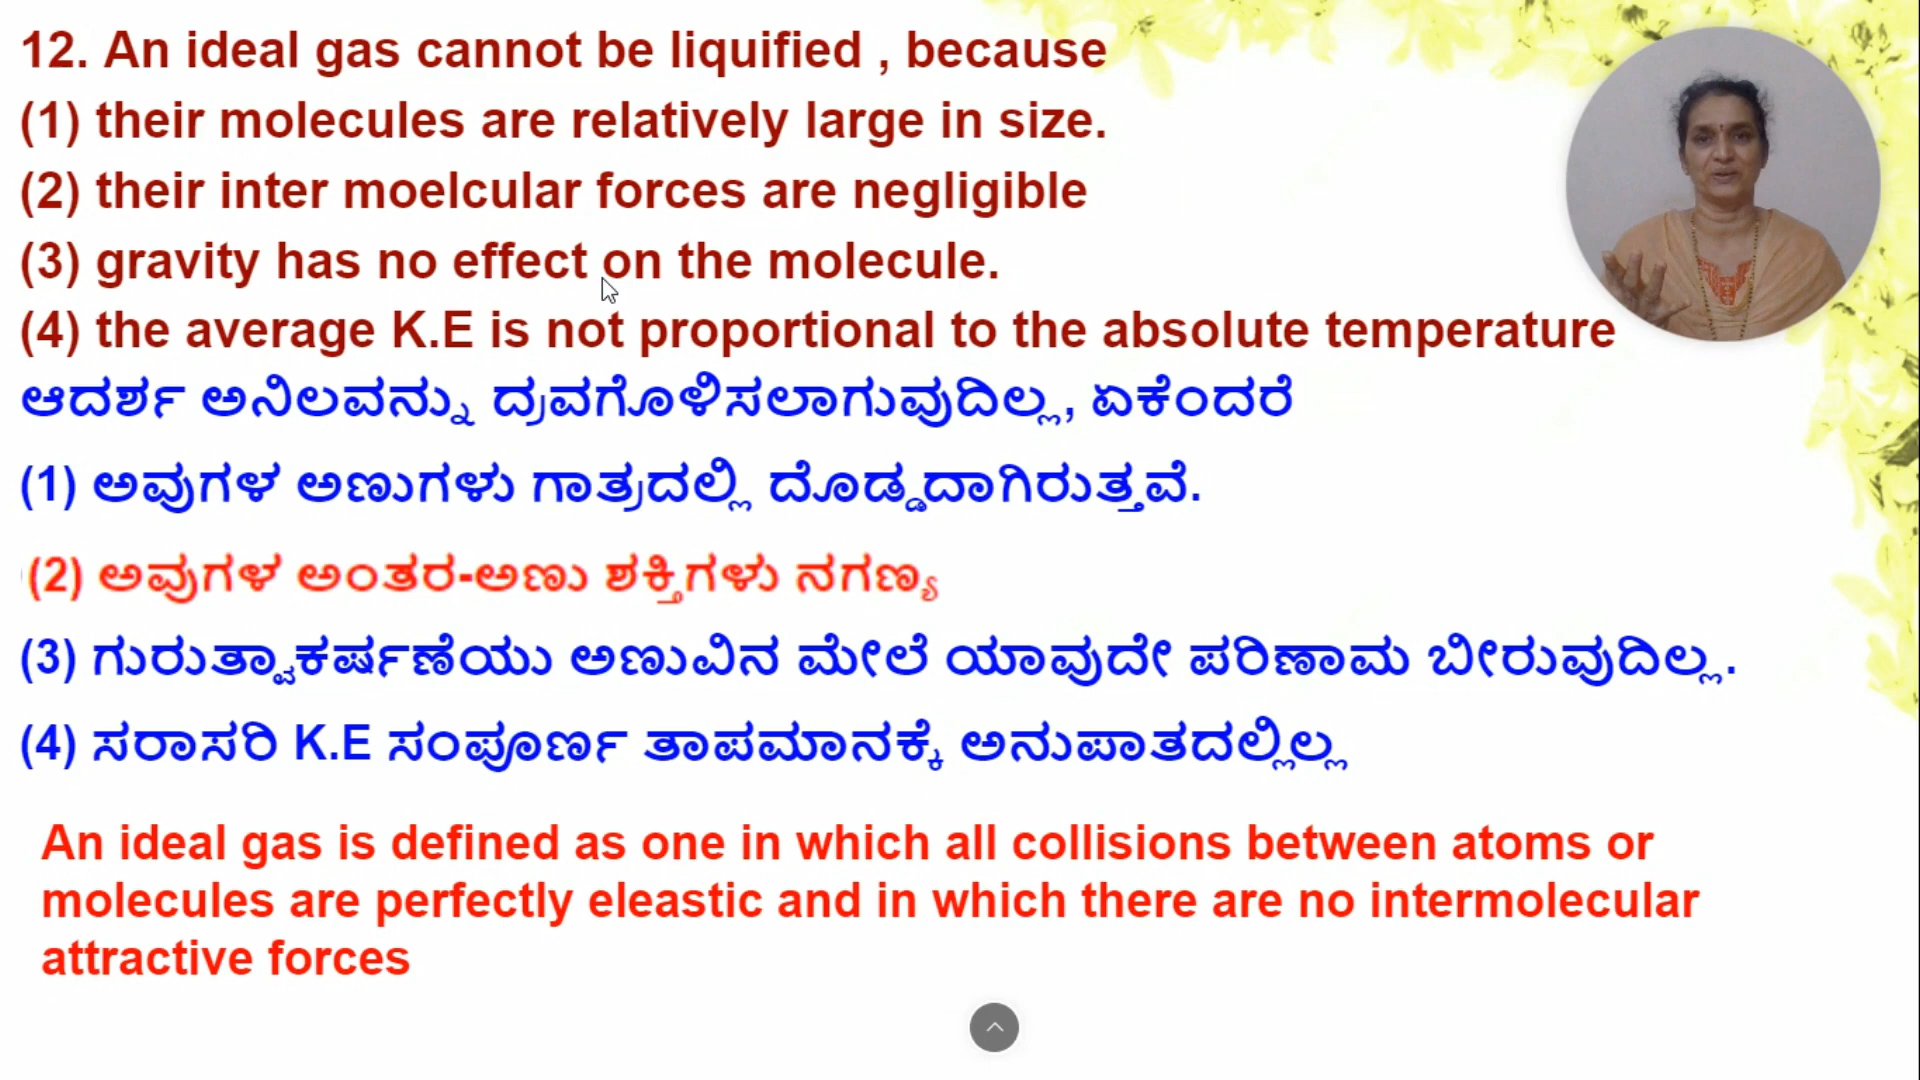 12. An ideal gas cannot be liquified , because
(1) their molecules are relatively large in size.
(2) their inter moelcular forces are negligible
(3) gravity has no effect on the molecule.
(4) the average K.E is not proportional to the absolute temperature
ಆದರ್ಶ ಅನಿಲವನ್ನು ದ್ರವಗೊಳಿಸಲಾಗುವುದಿಲ್ಲ, ಏಕೆಂದರೆ
(1) ಅವುಗಳ ಅಣುಗಳು ಗಾತ್ರದಲ್ಲಿ ದೊಡ್ಡದಾಗಿರುತ್ತವೆ.
(2) ಅವುಗಳ ಅಂತರ-ಅಣು ಶಕ್ತಿಗಳು ನಗಣ್ಯ
(3) ಗುರುತ್ವಾಕರ್ಷಣೆಯು ಅಣುವಿನ ಮೇಲೆ ಯಾವುದೇ ಪರಿಣಾಮ ಬೀರುವುದಿಲ್ಲ.
(4) ಸರಾಸರಿ K.E ಸಂಪೂರ್ಣ ತಾಪಮಾನಕ್ಕೆ ಅನುಪಾತದಲ್ಲಿಲ್ಲ
An ideal gas is defined as one in which all collisions between atoms or
molecules are perfectly eleastic and in which there are no intermolecular
attractive forces